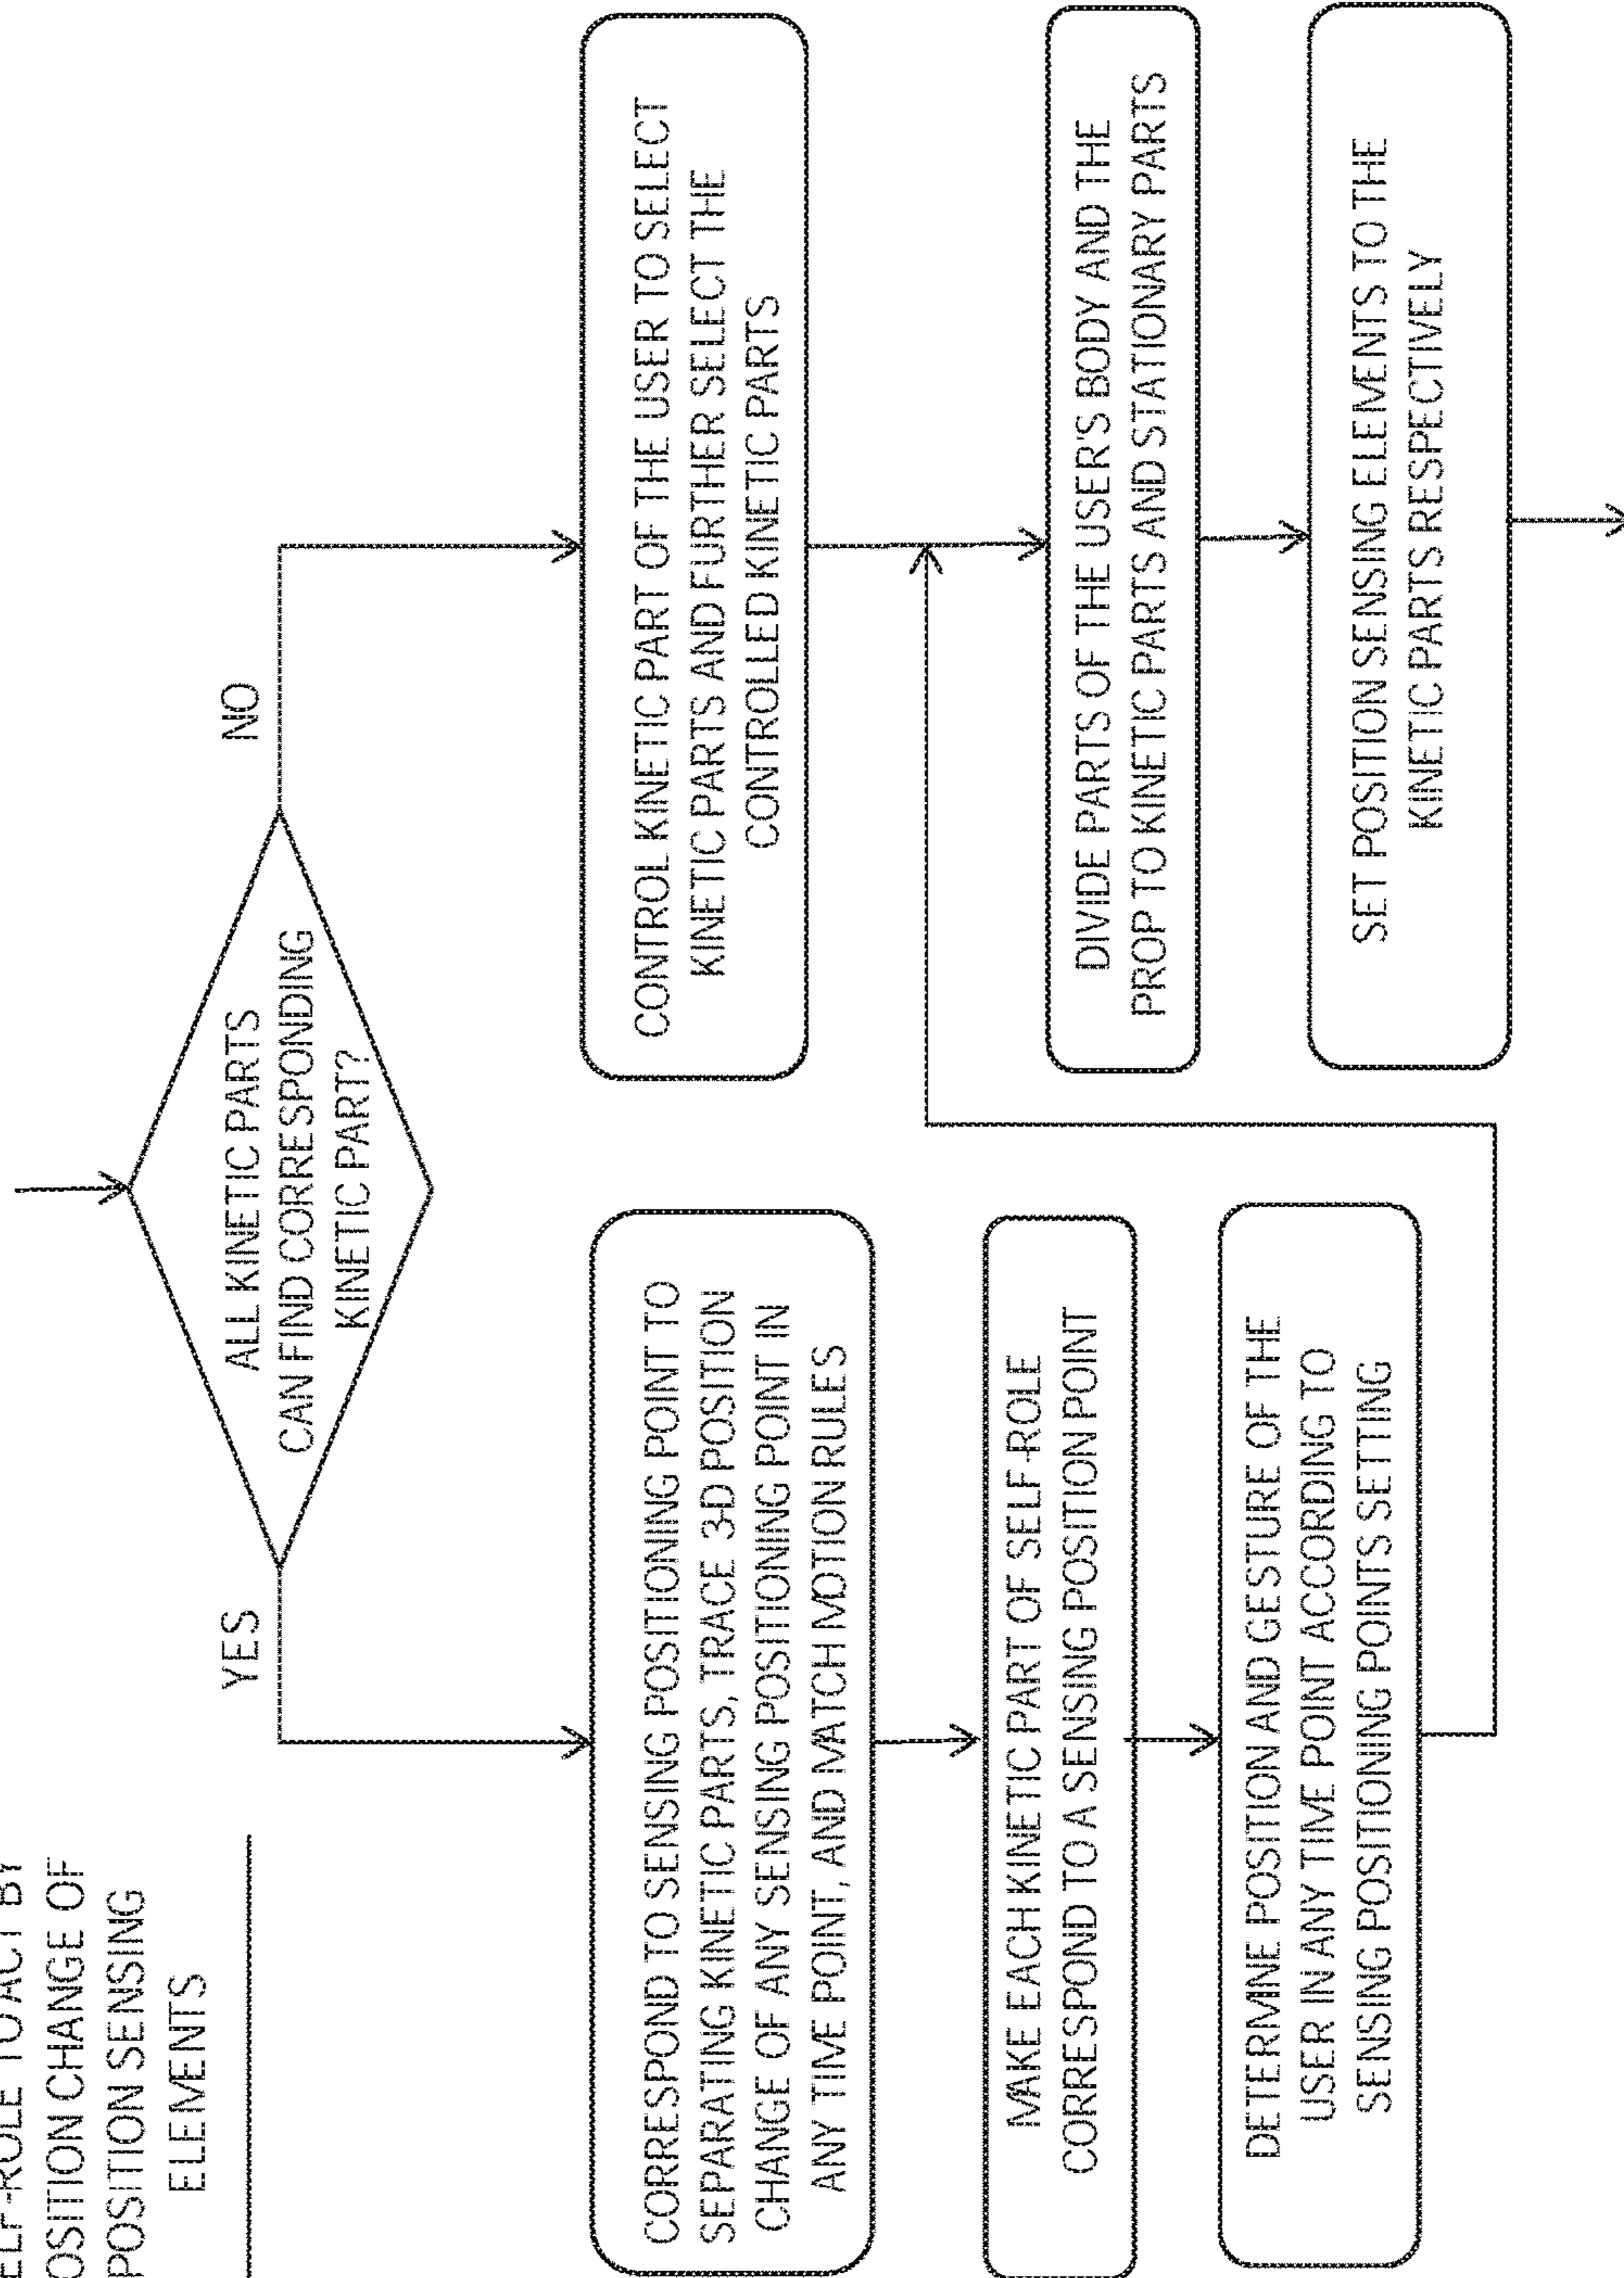 POSITION SENSING
ELEMENTS
ALL KINETIC PARTS
CAN FIND CORRESPONDING
KINETIC PART?
YES
NO
CORRESPOND TO SENSING POSITIONING POINT TO
SEPARATING KINETIC PARTS, TRACE 3-D POSITION
CHANGE OF ANY SENSING POSITIONING POINT IN
ANY TIME POINT, AND MATCH MOTION RULES
MAKE EACH KINETIC PART OF SELF-ROLE
CORRESPOND TO A SENSING POSITION POINT
DETERMINE POSITION AND GESTURE OF THE
USER IN ANY TIME POINT ACCORDING TO
SENSING POSITIONING POINTS SETTING
CONTROL KINETIC PART OF THE USER TO SELECT
KINETIC PARTS AND FURTHER SELECT THE
CONTROLLED KINETIC PARTS
DIVIDE PARTS OF THE USER'S BODY AND THE
PROP TO KINETIC PARTS AND STATIONARY PARTS
SET POSITION SENSING ELEMENTS TO THE
KINETIC PARTS RESPECTIVELY